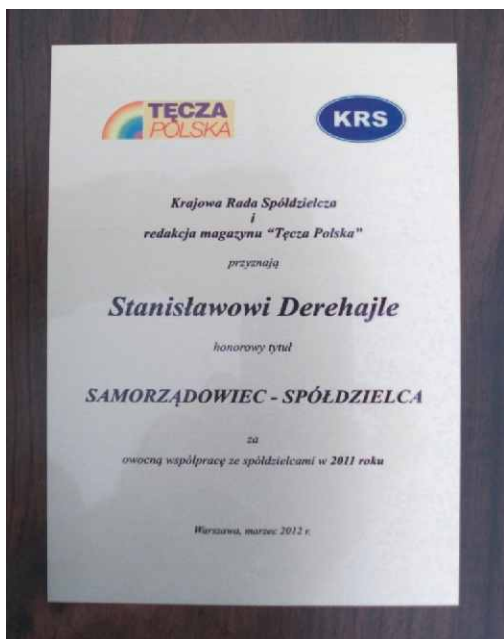 TĘCZA
POLSKA
KRS
Krajowa Rada Spółdzielcza
i
redakcja magazynu "Tęcza Polska"
przyznają
Stanisławowi Derehajle
honorowy tytuł
SAMORZĄDOWIEC - SPÓŁDZIELCA
za
owocną współpracę ze spółdzielcami w 2011 roku
Warszawa, marzec 2012 r.